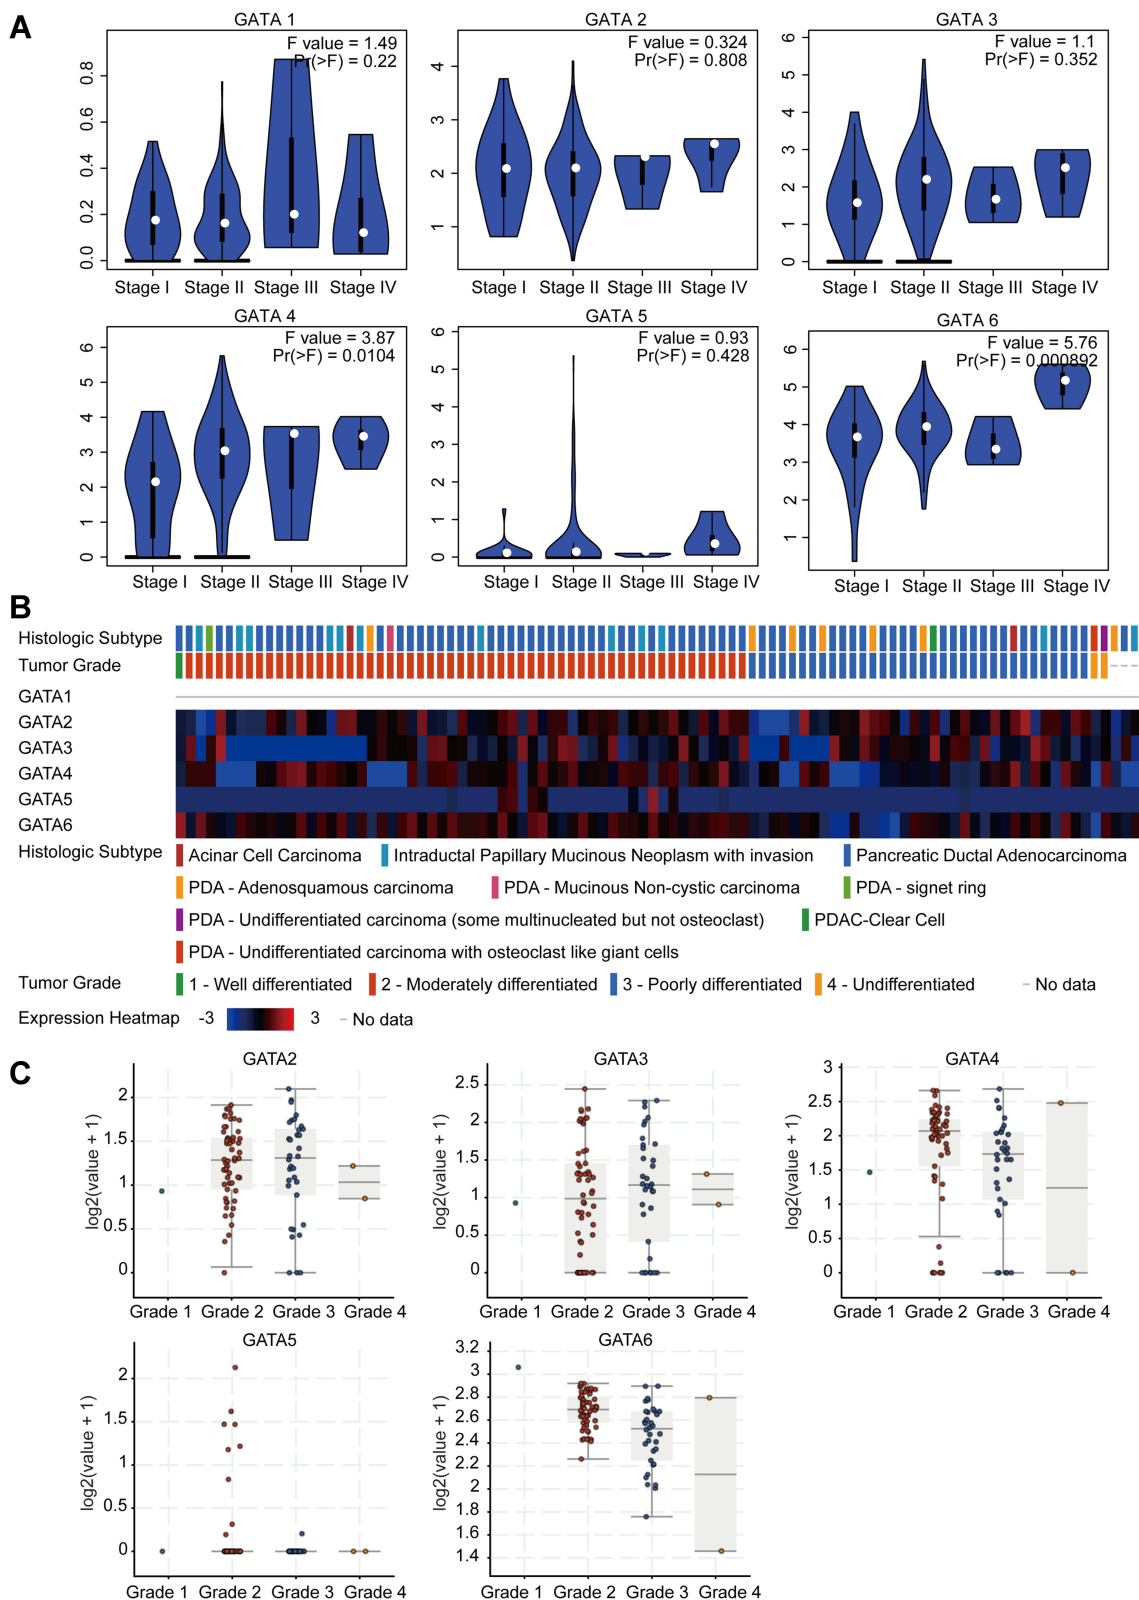 A
GATA 1
F value = 1.49
Pr(>F) = 0.22
0.8
0.6
0.4
0.2
0.0
Stage I Stage II Stage III Stage IV
GATA 2
F value = 0.324
Pr(>F) = 0.808
4
3
2
1
Stage I Stage II Stage III Stage IV
GATA 3
F value = 1.1
Pr(>F) = 0.352
6
5
4
3
2
1
0
Stage I Stage II Stage III Stage IV
GATA 4
F value = 3.87
Pr(>F) = 0.0104
6
5
4
3
2
1
0
Stage I Stage II Stage III Stage IV
GATA 5
F value = 0.93
Pr(>F) = 0.428
6
5
4
3
2
1
0
Stage I Stage II Stage III Stage IV
GATA 6
F value = 5.76
Pr(>F) = 0.000892
6
5
4
3
2
1
Stage I Stage II Stage III Stage IV
B
Histologic Subtype
Tumor Grade
GATA1
GATA2
GATA3
GATA4
GATA5
GATA6
Histologic Subtype Acinar Cell Carcinoma Intraductal Papillary Mucinous Neoplasm with invasion Pancreatic Ductal Adenocarcinoma
PDA - Adenosquamous carcinoma PDA - Mucinous Non-cystic carcinoma PDA - signet ring
PDA - Undifferentiated carcinoma (some multinucleated but not osteoclast) PDAC-Clear Cell
PDA - Undifferentiated carcinoma with osteoclast like giant cells
Tumor Grade 1 - Well differentiated 2 - Moderately differentiated 3 - Poorly differentiated 4 - Undifferentiated No data
Expression Heatmap -3 3 No data
C
GATA2
log2(value + 1)
2
1.5
1
0.5
0
Grade 1 Grade 2 Grade 3 Grade 4
GATA3
log2(value + 1)
2.5
2
1.5
1
0.5
0
Grade 1 Grade 2 Grade 3 Grade 4
GATA4
log2(value + 1)
3
2.5
2
1.5
1
0.5
0
Grade 1 Grade 2 Grade 3 Grade 4
GATA5
log2(value + 1)
2
1.5
1
0.5
0
Grade 1 Grade 2 Grade 3 Grade 4
GATA6
log2(value + 1)
3.2
3
2.8
2.6
2.4
2.2
2
1.8
1.6
1.4
Grade 1 Grade 2 Grade 3 Grade 4